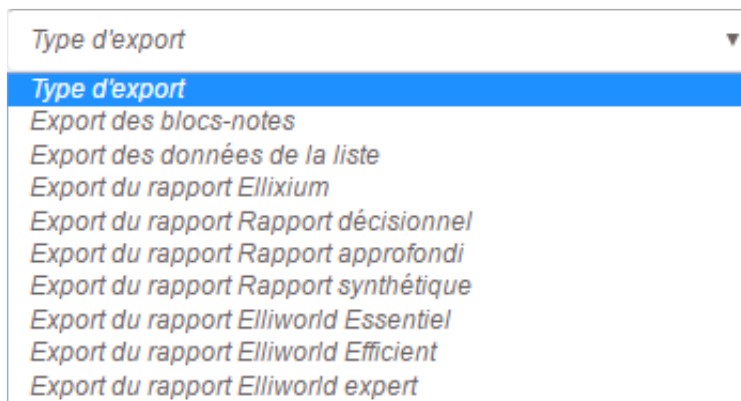 Type d'export
Type d'export
Export des blocs-notes
Export des données de la liste
Export du rapport Ellixium
Export du rapport Rapport décisionnel
Export du rapport Rapport approfondi
Export du rapport Rapport synthétique
Export du rapport Elliworld Essentiel
Export du rapport Elliworld Efficient
Export du rapport Elliworld expert